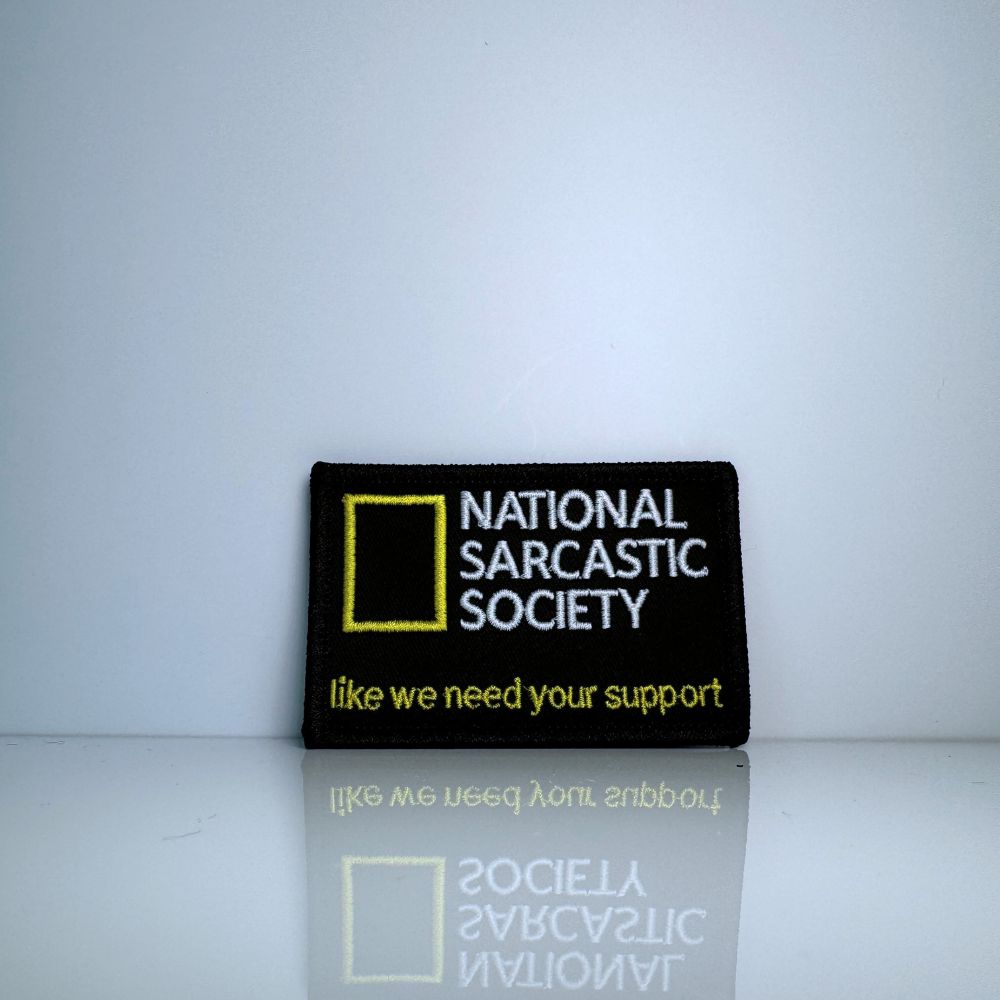 NATIONAL
SARCASTIC
SOCIETY
like we need your support